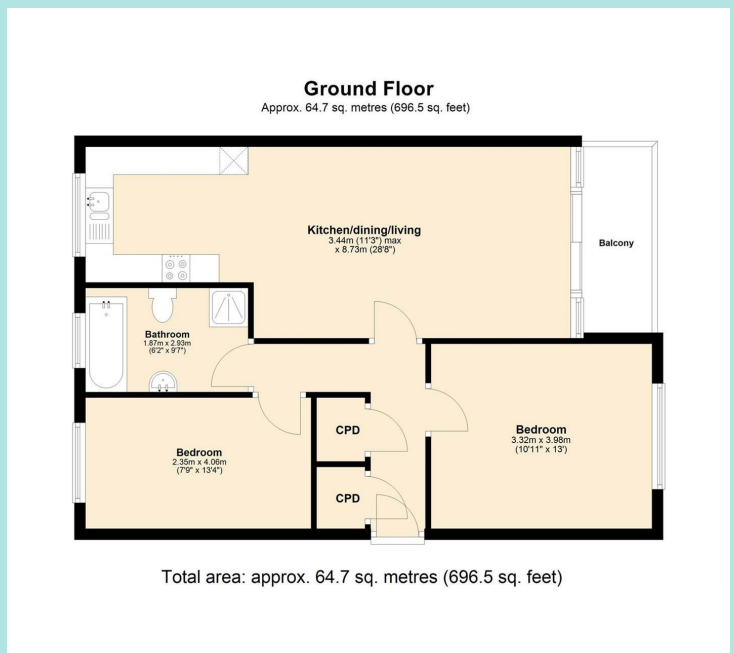 Ground Floor
Approx. 64.7 sq. metres (696.5 sq. feet)
Kitchen/dining/living
3.44m (11'3") max
x 8.73m (28'8")
Balcony
Bathroom
1.87m x 2.93m
(6'2" x 9'7")
Bedroom
3.32m x 3.98m
(10'11" x 13')
CPD
Bedroom
2.35m x 4.06m
(7'9" x 13'4")
CPD
Total area: approx. 64.7 sq. metres (696.5 sq. feet)